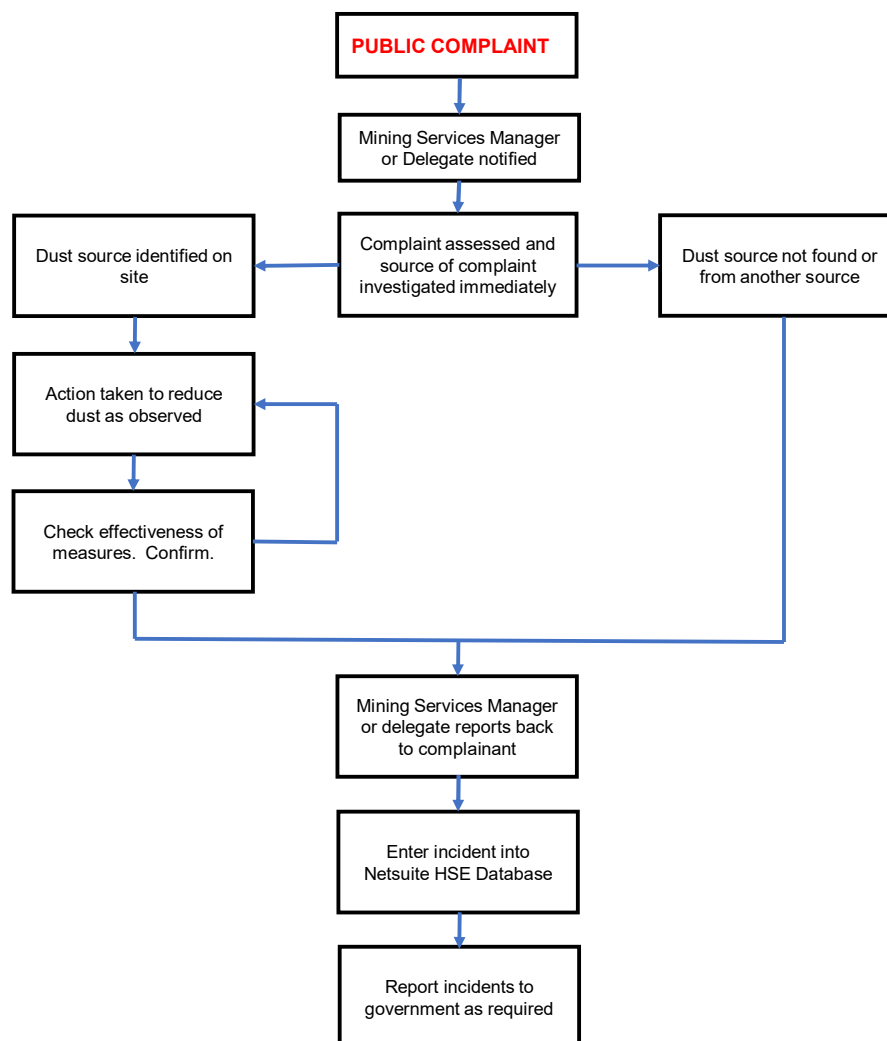 PUBLIC COMPLAINT
Mining Services Manager
or Delegate notified
Dust source identified on
site
Complaint assessed and
source of complaint
investigated immediately
Dust source not found or
from another source
Action taken to reduce
dust as observed
Check effectiveness of
measures.  Confirm.
Mining Services Manager
or delegate reports back
to complainant
Enter incident into
Netsuite HSE Database
Report incidents to
government as required